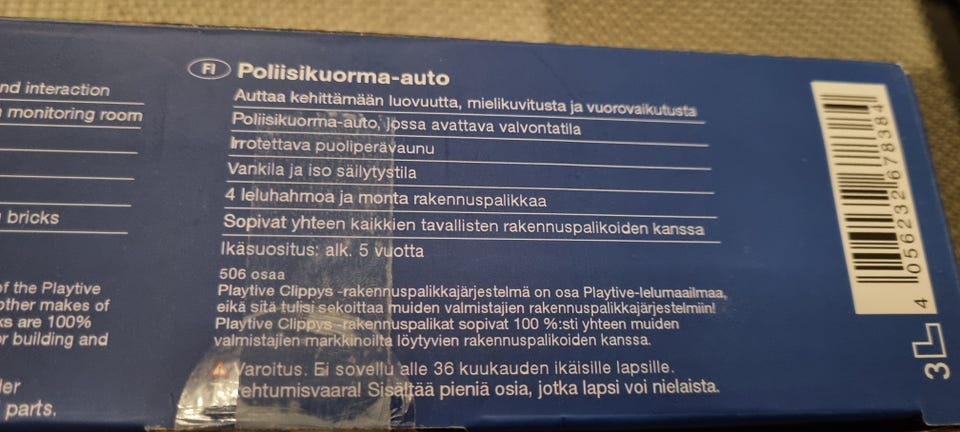 nd interaction
monitoring room
bricks
of the Playtive
other makes of
ks are 100%
or building and
der
parts.
FI Poliisikuorma-auto
Auttaa kehittämään luovuutta, mielikuvitusta ja vuorovaikutusta
Poliisikuorma-auto, jossa avattava valvontatila
Irrotettava puoliperävaunu
Vankila ja iso säilytystila
4 leluhahmoa ja monta rakennuspalikkaa
Sopivat yhteen kaikkien tavallisten rakennuspalikoiden kanssa
Ikäsuositus: alk. 5 vuotta
506 osaa
Playtive Clippys -rakennuspalikkajärjestelmä on osa Playtive-lelumaailmaa,
eikä sitä tulisi sekoittaa muiden valmistajien rakennuspalikkajärjestelmiin!
Playtive Clippys -rakennuspalikat sopivat 100 %:sti yhteen muiden
valmistajien markkinoilta löytyvien rakennuspalikoiden kanssa.
Varoitus. Ei sovellu alle 36 kuukauden ikäisille lapsille.
ehtumisvaara! Sisältää pieniä osia, jotka lapsi voi nielaista.
4 056232 678384
3L